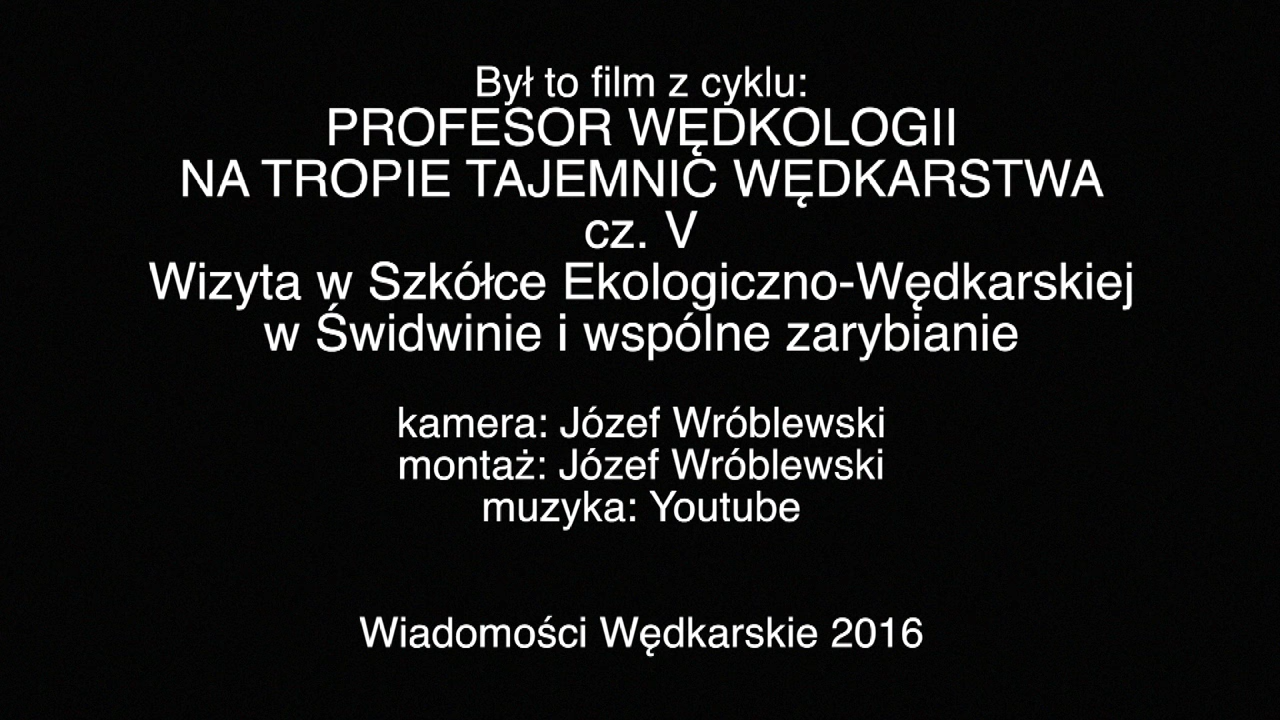 Był to film z cyklu:
PROFESOR WĘDKOLOGII
NA TROPIE TAJEMNIC WĘDKARSTWA
cz. V
Wizyta w Szkółce Ekologiczno-Wędkarskiej
w Świdwinie i wspólne zarybianie
kamera: Józef Wróblewski
montaż: Józef Wróblewski
muzyka: Youtube
Wiadomości Wędkarskie 2016